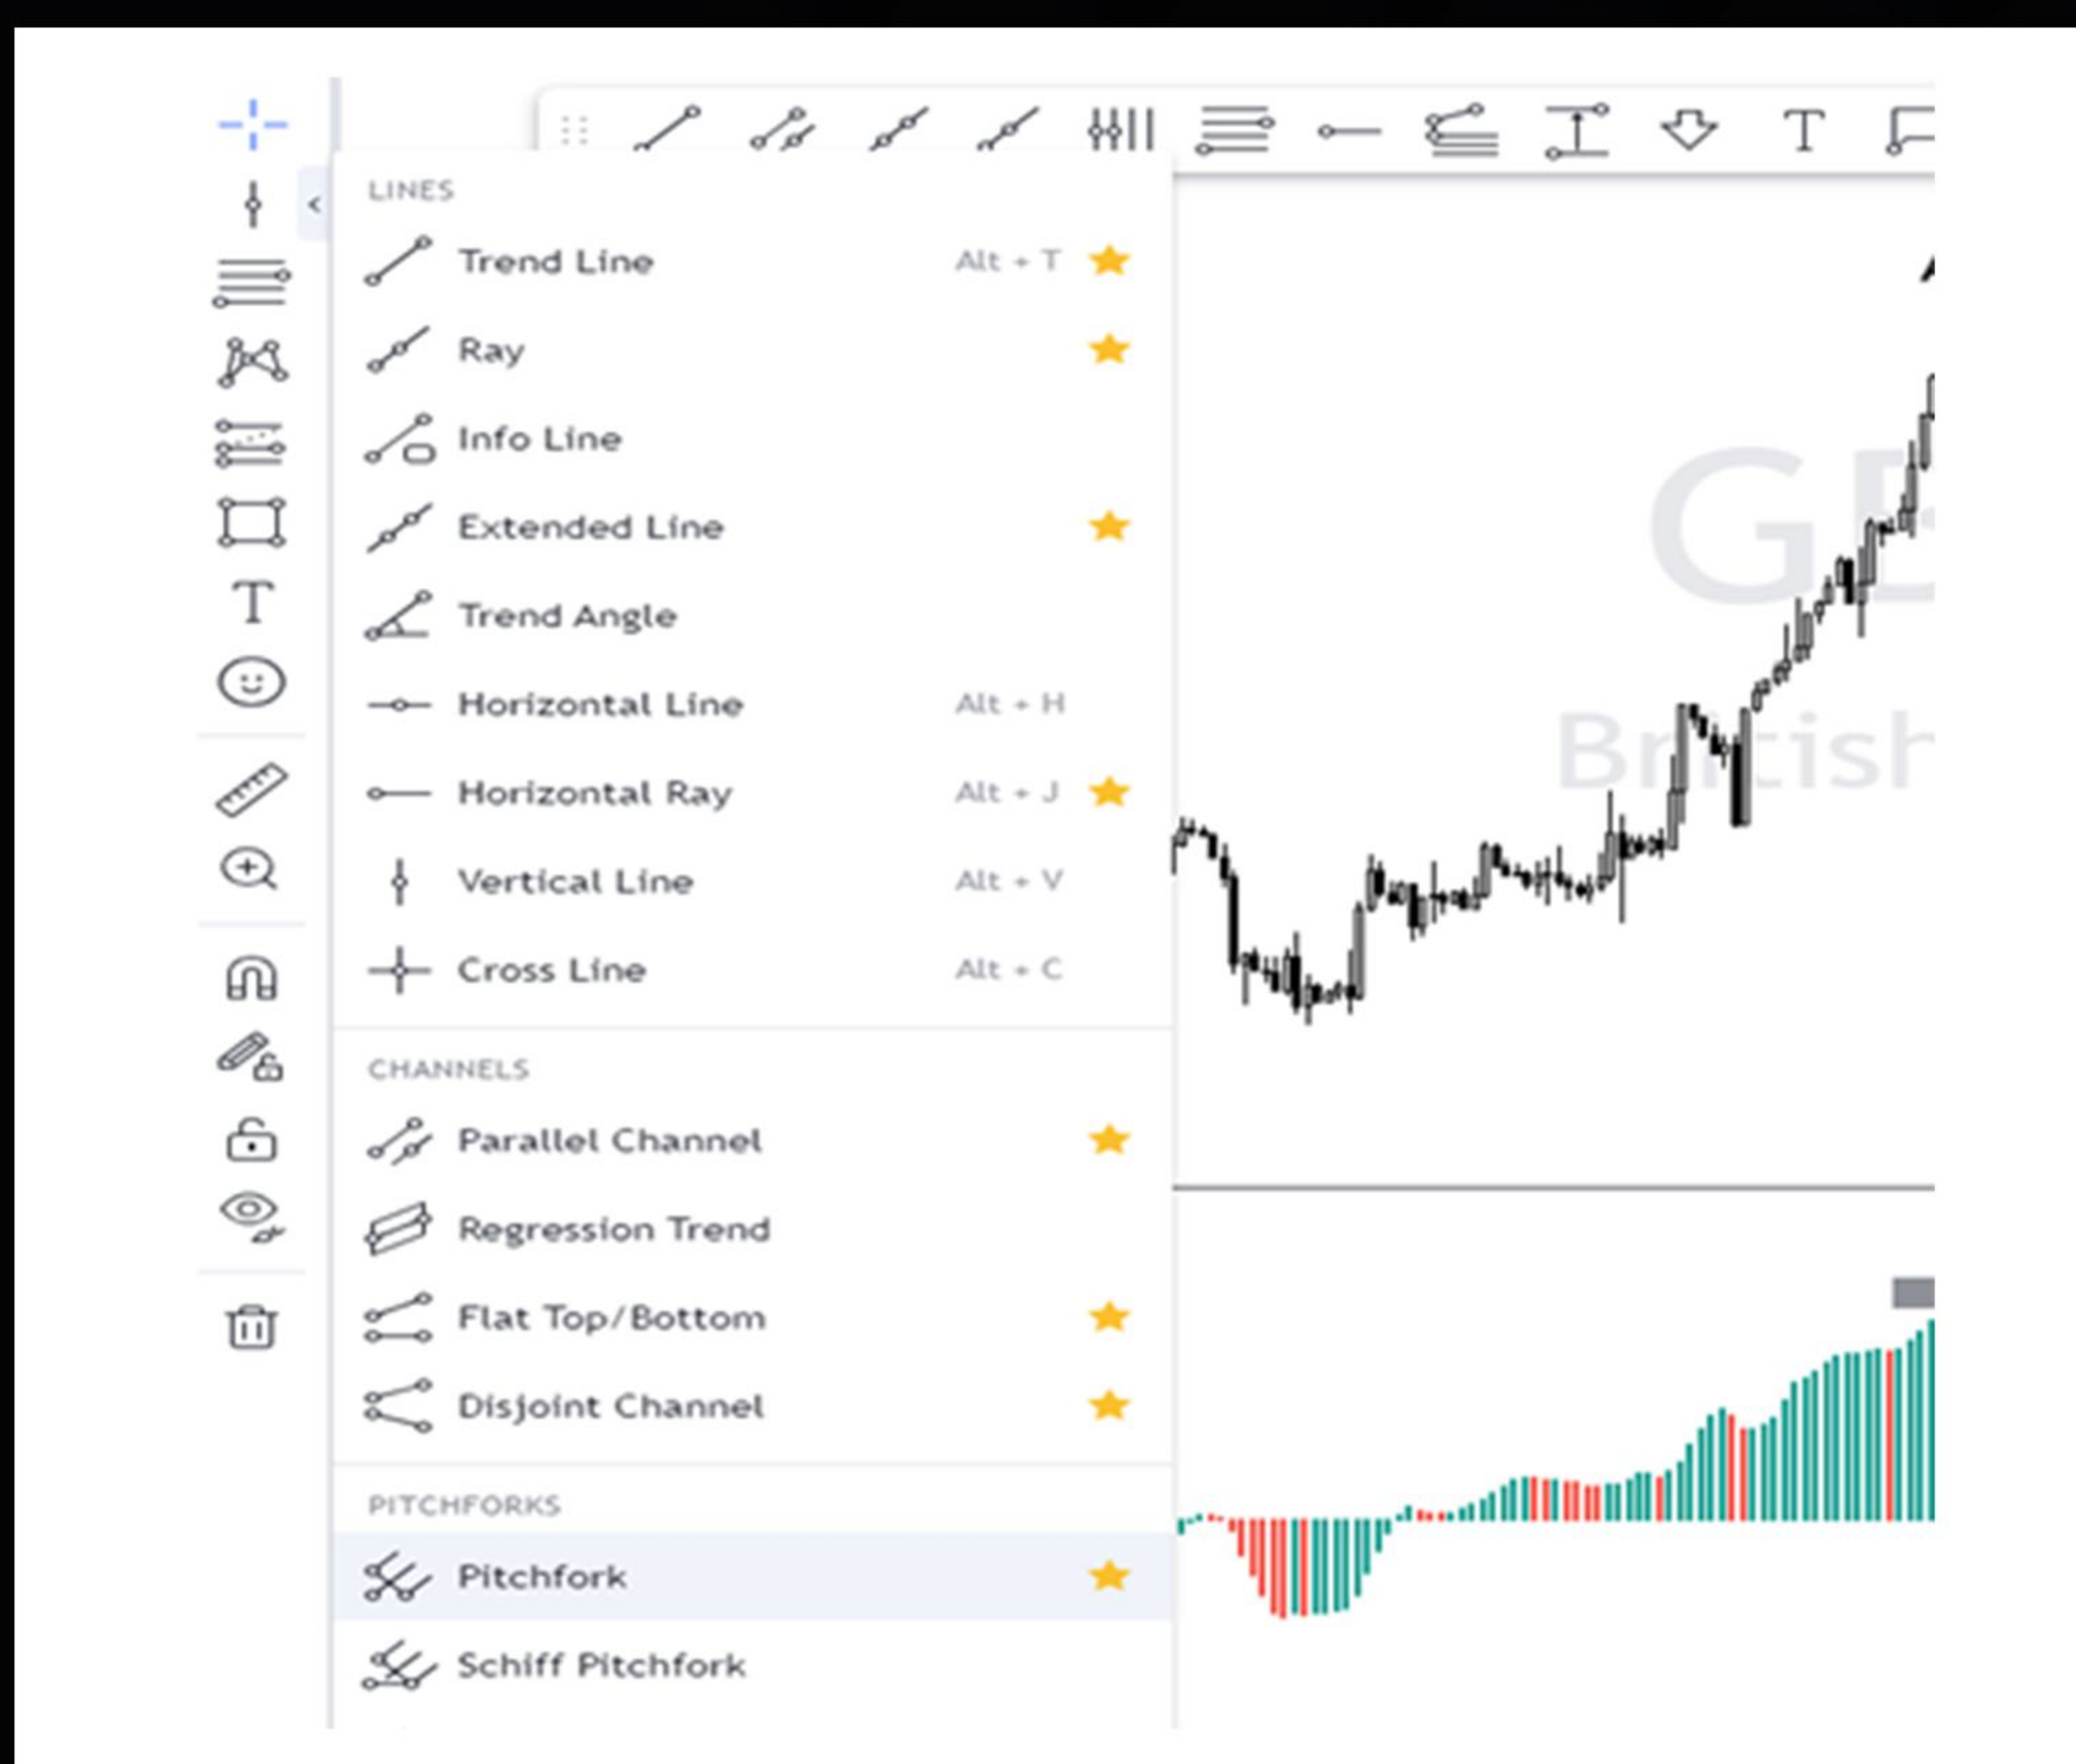 LINES
Trend Line Alt + T
Ray
Info Line
Extended Line
Trend Angle
Horizontal Line Alt + H
Horizontal Ray Alt + J
Vertical Line Alt + V
Cross Line Alt + C
CHANNELS
Parallel Channel
Regression Trend
Flat Top/Bottom
Disjoint Channel
PITCHFORKS
Pitchfork
Schiff Pitchfork
British